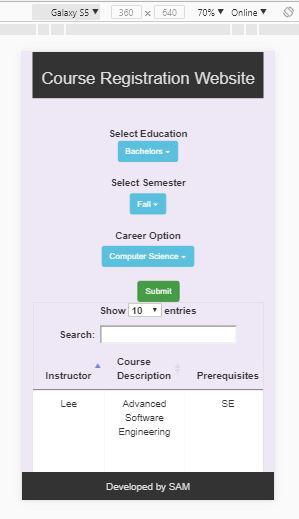 Galaxy S5 360 × 640 70% Online
Course Registration Website
Select Education
Bachelors
Select Semester
Fall
Career Option
Computer Science
Submit
Show 10 entries
Search:
Instructor Course Description Prerequisites
Lee Advanced Software Engineering SE
Developed by SAM